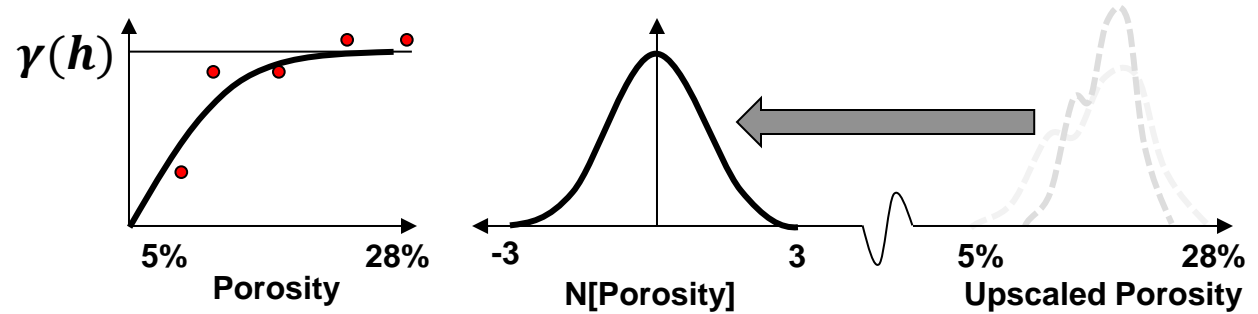 γ(h)
5% 28%
Porosity
-3 3
N[Porosity]
5% 28%
Upscaled Porosity